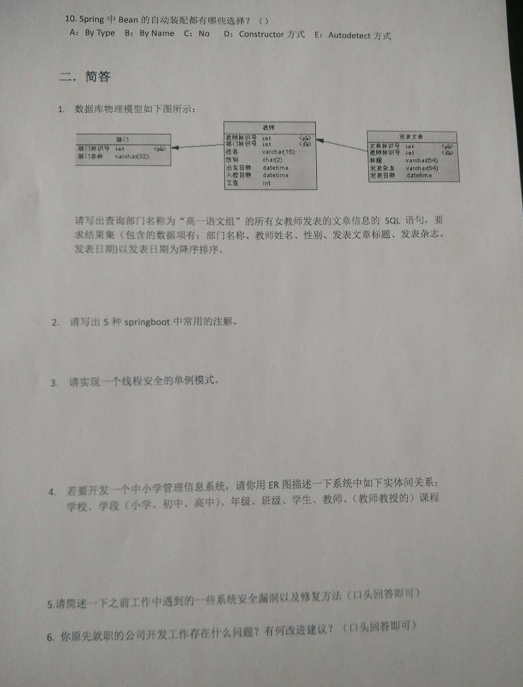 10. Spring 中 Bean 的自动装配都有哪些选择？（）
A：By Type B：By Name C：No D：Constructor 方式 E：Autodetect 方式
二．简答
1. 数据库物理模型如下图所示：
部门
部门标识号 int <pk>
部门名称 varchar(32)
教师
教师标识号 int <pk>
部门标识号 int <fk>
姓名 varchar(16)
性别 char(2)
出生日期 datetime
入校日期 datetime
工资 int
发表文章
文章标识号 int <pk>
教师标识号 int <fk>
标题 varchar(64)
发表杂志 varchar(64)
发表日期 datetime
请写出查询部门名称为“高一语文组”的所有女教师发表的文章信息的 SQL 语句，要
求结果集（包含的数据项有：部门名称、教师姓名、性别、发表文章标题、发表杂志、
发表日期)以发表日期为降序排序。
2. 请写出 5 种 springboot 中常用的注解。
3. 请实现一个线程安全的单例模式。
4. 若要开发一个中小学管理信息系统，请你用 ER 图描述一下系统中如下实体间关系：
学校、学段（小学、初中、高中）、年级、班级、学生、教师、（教师教授的）课程
5.请简述一下之前工作中遇到的一些系统安全漏洞以及修复方法（口头回答即可）
6. 你原先就职的公司开发工作存在什么问题？有何改进建议？（口头回答即可）